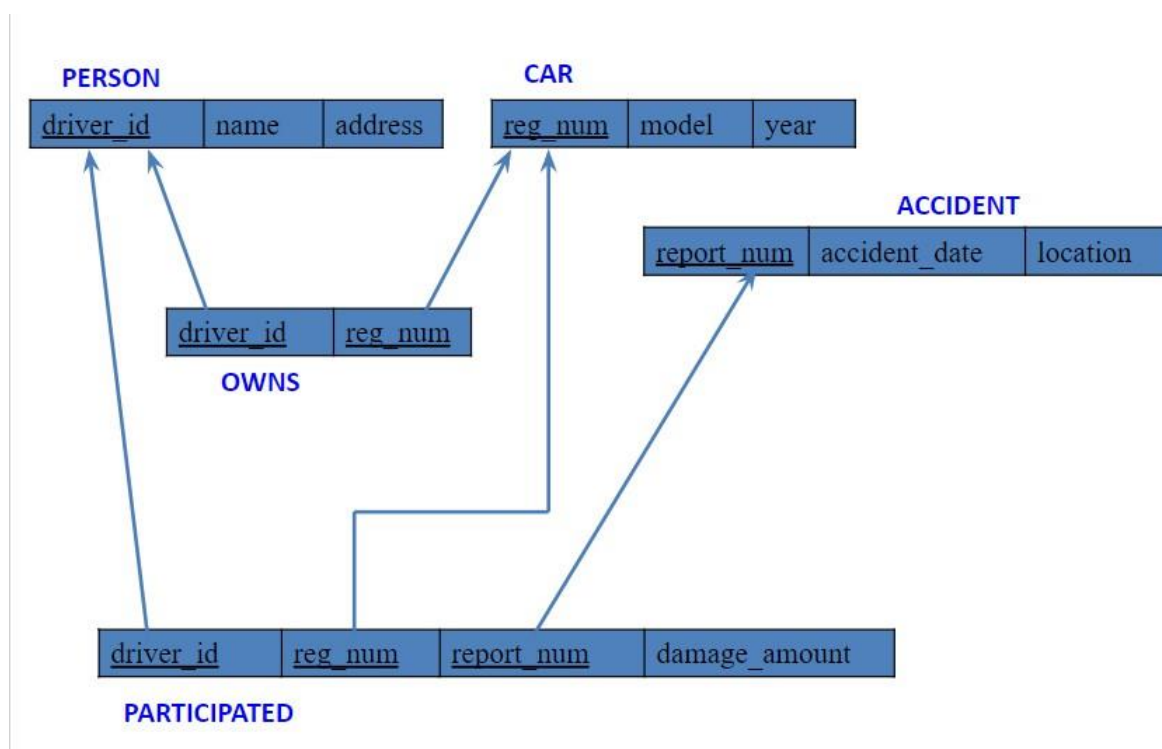 PERSON
CAR
driver_id name address
reg_num model year
ACCIDENT
report_num accident_date location
driver_id reg_num
OWNS
driver_id reg_num report_num damage_amount
PARTICIPATED